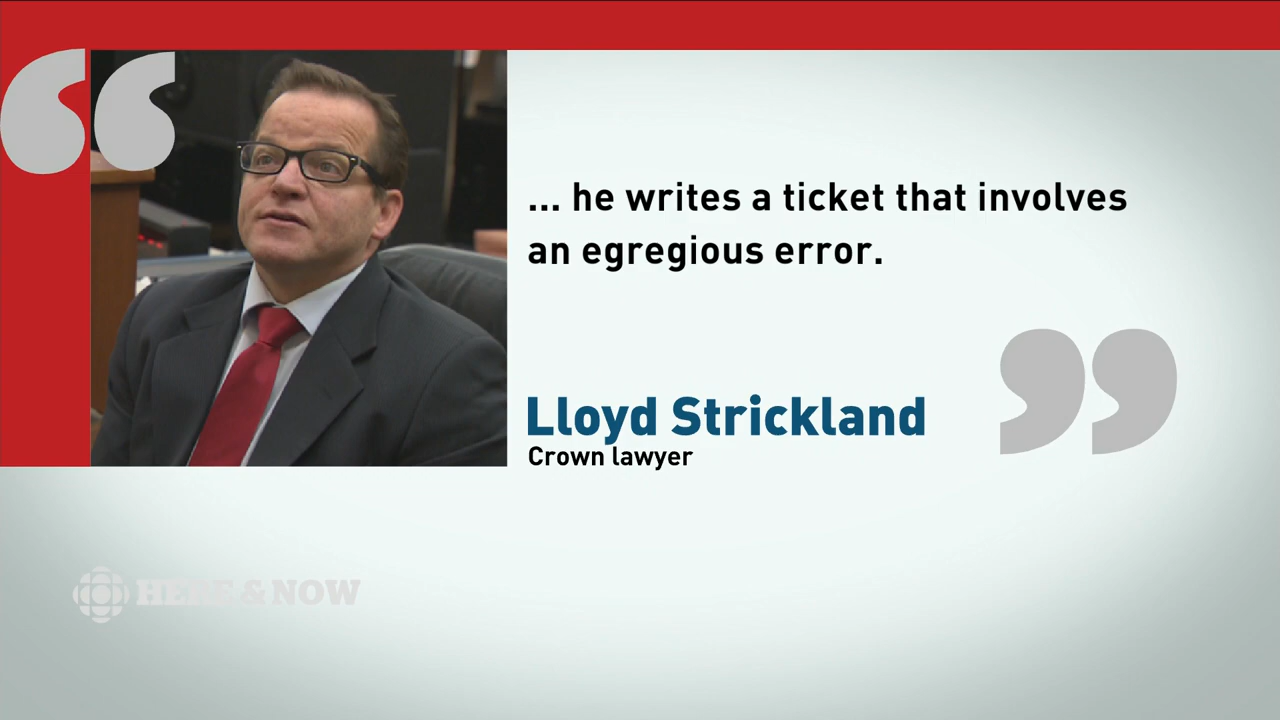 ... he writes a ticket that involves
an egregious error.
Lloyd Strickland
Crown lawyer
HERE & NOW